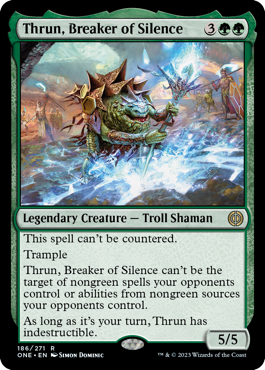 Thrun, Breaker of Silence 3
Legendary Creature — Troll Shaman
This spell can't be countered.
Trample
Thrun, Breaker of Silence can't be the
target of nongreen spells your opponents
control or abilities from nongreen sources
your opponents control.
As long as it's your turn, Thrun has
indestructible.
5/5
186/271 R
ONE • EN SIMON DOMINIC ™ & © 2023 Wizards of the Coast